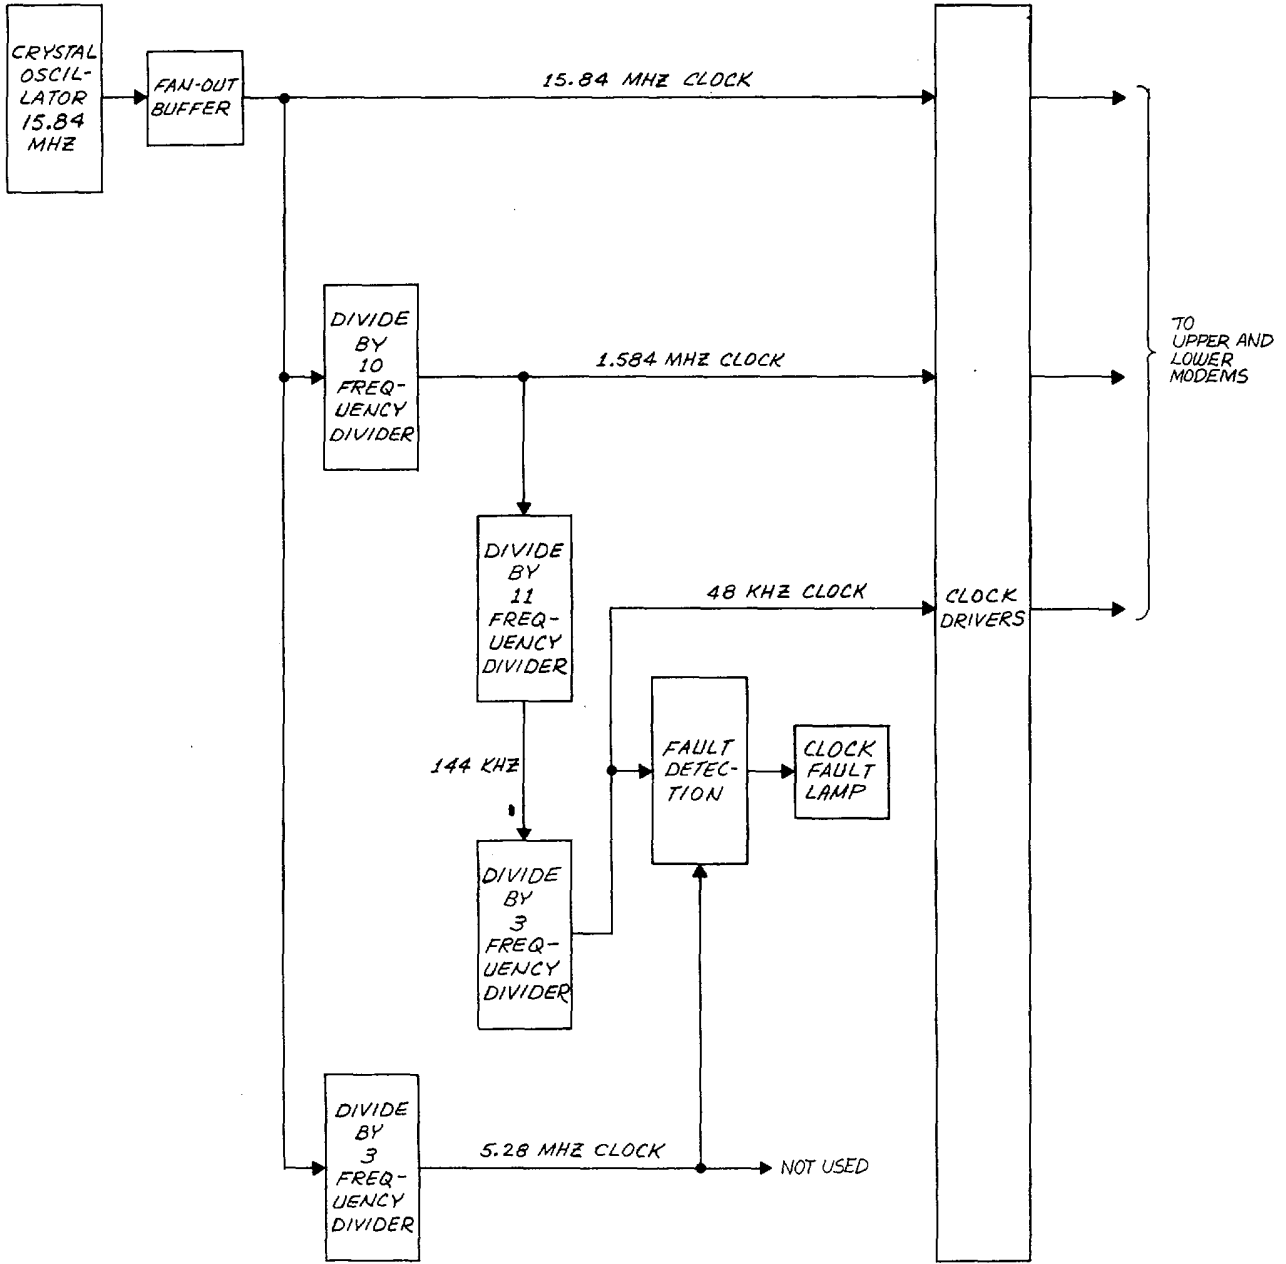 CRYSTAL
OSCIL-
LATOR
15.84
MHZ
FAN-OUT
BUFFER
15.84 MHZ CLOCK
DIVIDE
BY
10
FREQ-
UENCY
DIVIDER
1.584 MHZ CLOCK
TO
UPPER AND
LOWER
MODEMS
DIVIDE
BY
11
FREQ-
UENCY
DIVIDER
48 KHZ CLOCK
CLOCK
DRIVERS
144 KHZ
FAULT
DETEC-
TION
CLOCK
FAULT
LAMP
DIVIDE
BY
3
FREQ-
UENCY
DIVIDER
DIVIDE
BY
3
FREQ-
UENCY
DIVIDER
5.28 MHZ CLOCK
NOT USED